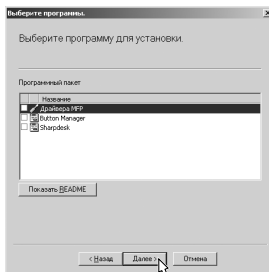 Выберите программы.
Выберите программу для установки.
Программный пакет
Название
Драйвера MFP
Button Manager
Sharpdesk
Показать README
< Назад
Далее >
Отмена